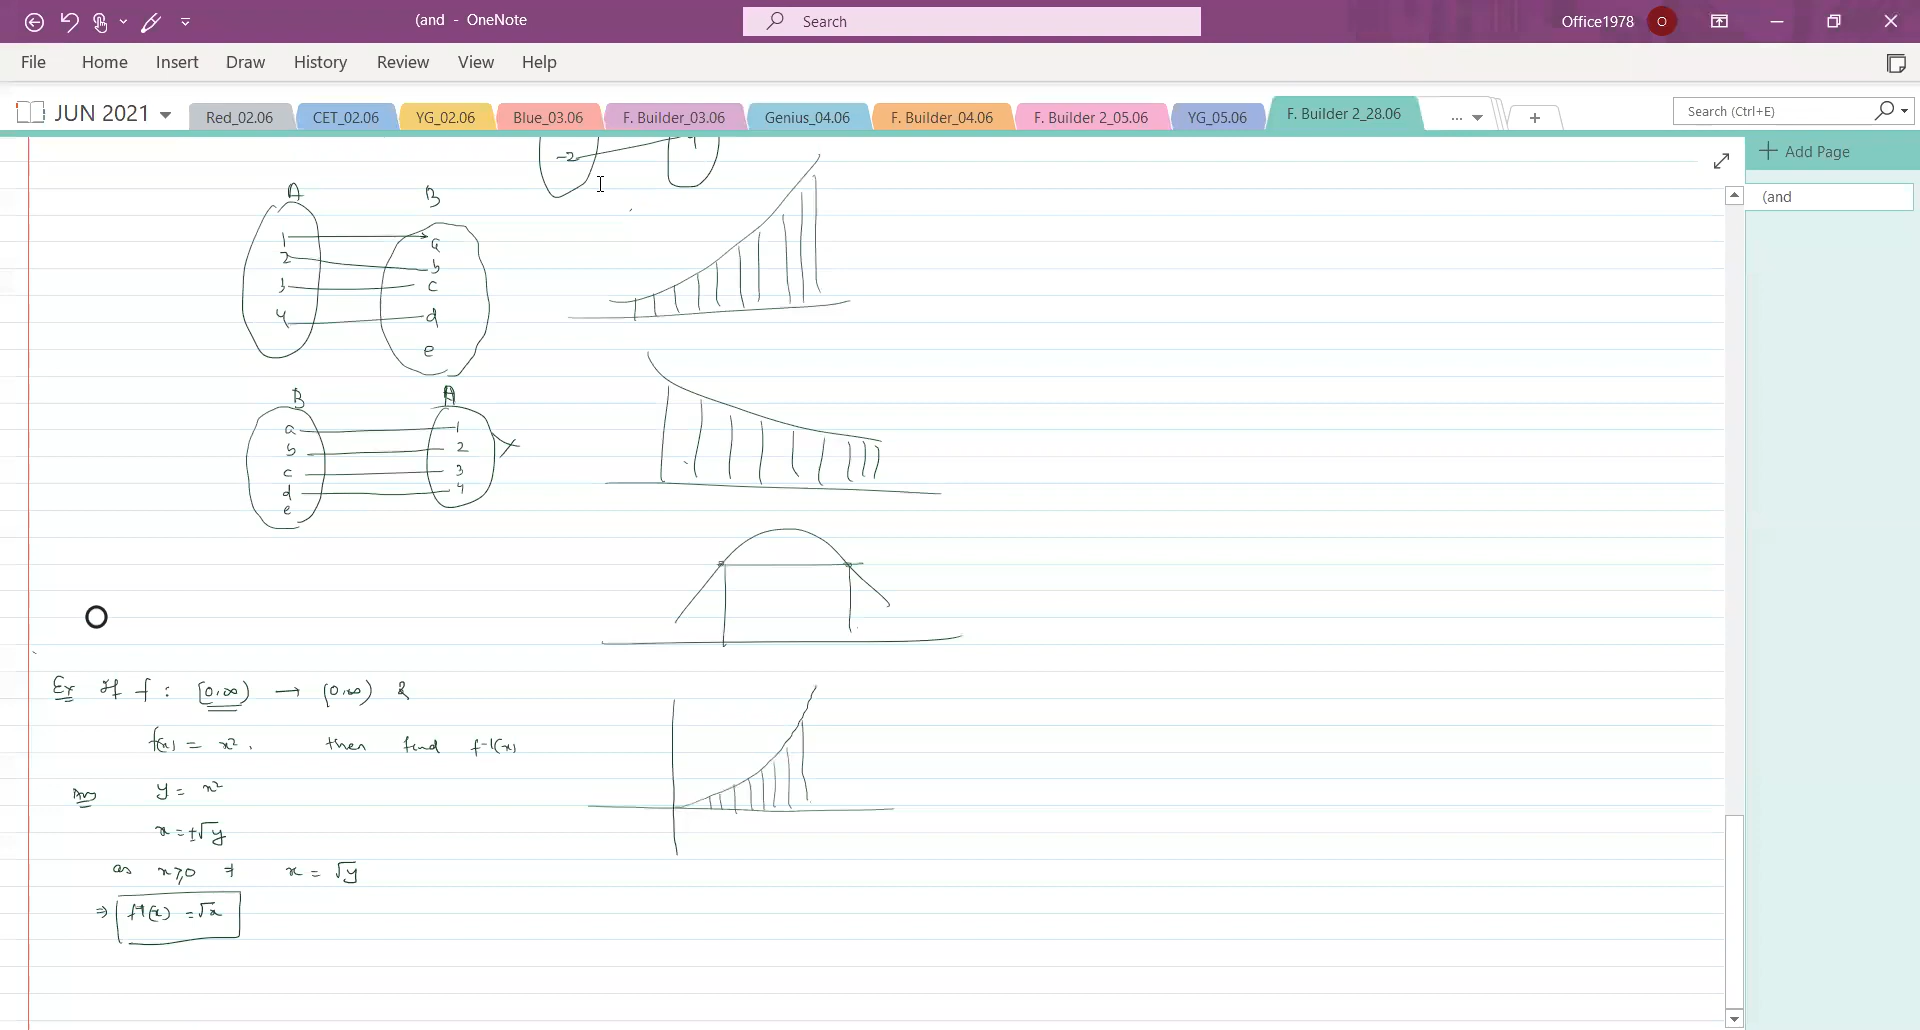 (and - OneNote
Search
Office1978
O
File Home Insert Draw History Review View Help
JUN 2021
Red_02.06 CET_02.06 YG_02.06 Blue_03.06 F. Builder_03.06 Genius_04.06 F. Builder_04.06 F. Builder 2_05.06 YG_05.06 F. Builder 2_28.06 ... +
Search (Ctrl+E)
Add Page
(and
-2
A B
1 a
2 b
3 c
4 d
e
B A
a 1
b 2
c 3
d 4
e
Ex If f : [0,∞) → [0,∞) &
f(x) = x². then find f-1(x)
Ans y = x²
x = ±√y
as x≥0 ⇒ x = √y
⇒ f-1(x) = √x